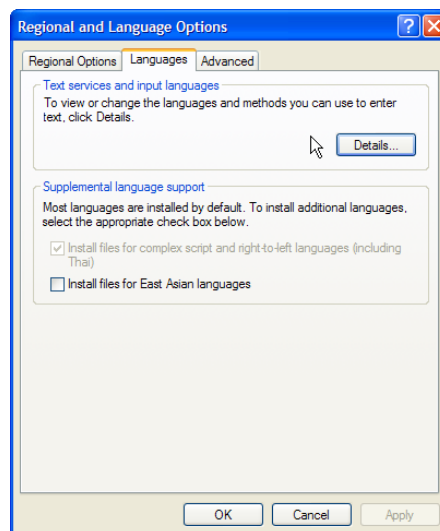 Regional and Language Options
Regional Options Languages Advanced
Text services and input languages
To view or change the languages and methods you can use to enter
text, click Details.
Details...
Supplemental language support
Most languages are installed by default. To install additional languages,
select the appropriate check box below.
Install files for complex script and right-to-left languages (including
Thai)
Install files for East Asian languages
OK Cancel Apply